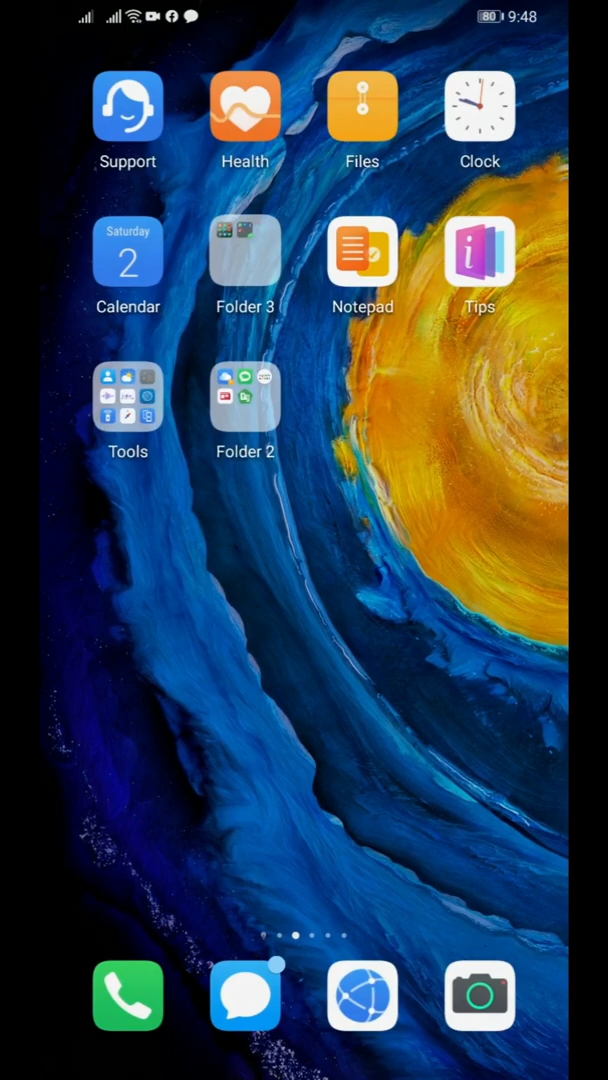 80 9:48
Support Health Files Clock
Saturday
2
Calendar Folder 3 Notepad Tips
Tools Folder 2